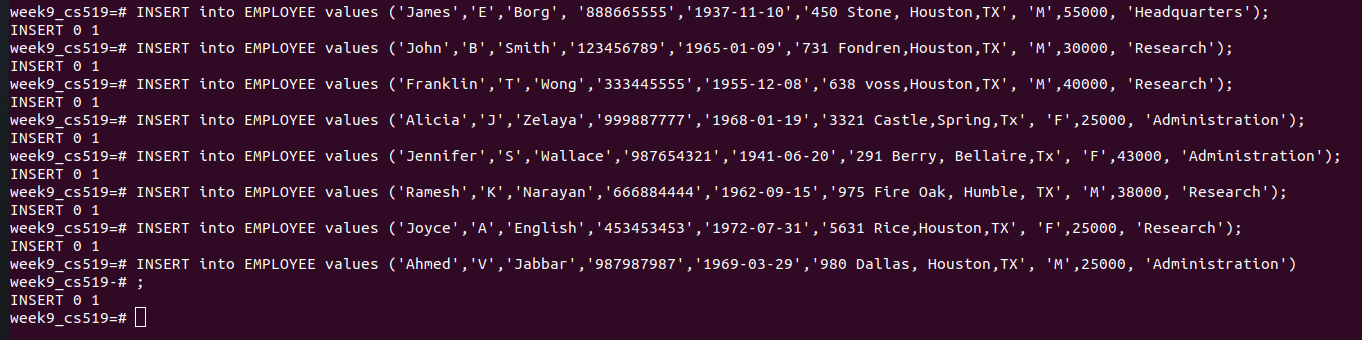 week9_cs519=# INSERT into EMPLOYEE values ('James','E','Borg', '888665555','1937-11-10','450 Stone, Houston,TX', 'M',55000, 'Headquarters');
INSERT 0 1
week9_cs519=# INSERT into EMPLOYEE values ('John','B','Smith','123456789','1965-01-09','731 Fondren,Houston,TX', 'M',30000, 'Research');
INSERT 0 1
week9_cs519=# INSERT into EMPLOYEE values ('Franklin','T','Wong','333445555','1955-12-08','638 voss,Houston,TX', 'M',40000, 'Research');
INSERT 0 1
week9_cs519=# INSERT into EMPLOYEE values ('Alicia','J','Zelaya','999887777','1968-01-19','3321 Castle,Spring,Tx', 'F',25000, 'Administration');
INSERT 0 1
week9_cs519=# INSERT into EMPLOYEE values ('Jennifer','S','Wallace','987654321','1941-06-20','291 Berry, Bellaire,Tx', 'F',43000, 'Administration');
INSERT 0 1
week9_cs519=# INSERT into EMPLOYEE values ('Ramesh','K','Narayan','666884444','1962-09-15','975 Fire Oak, Humble, TX', 'M',38000, 'Research');
INSERT 0 1
week9_cs519=# INSERT into EMPLOYEE values ('Joyce','A','English','453453453','1972-07-31','5631 Rice,Houston,TX', 'F',25000, 'Research');
INSERT 0 1
week9_cs519=# INSERT into EMPLOYEE values ('Ahmed','V','Jabbar','987987987','1969-03-29','980 Dallas, Houston,TX', 'M',25000, 'Administration')
week9_cs519-# ;
INSERT 0 1
week9_cs519=#